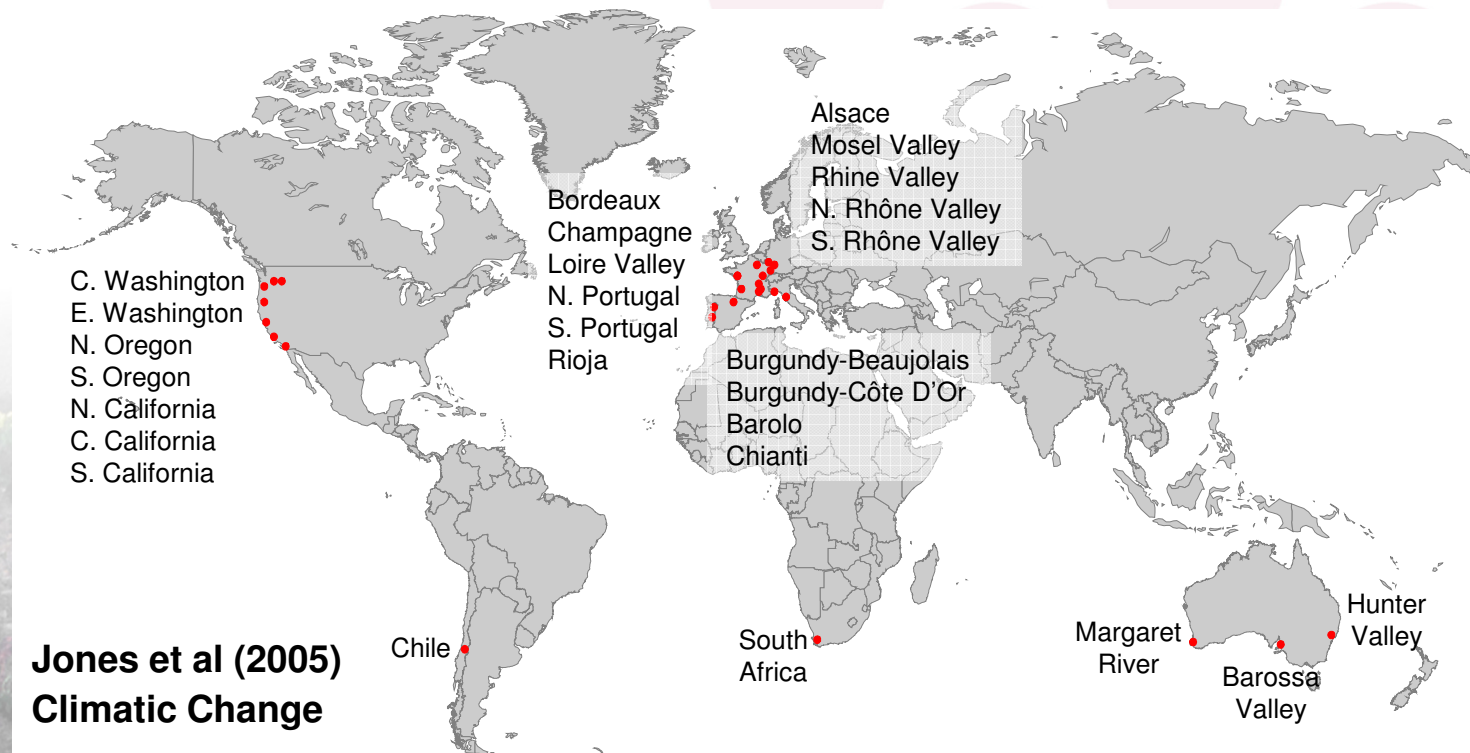 Alsace
Mosel Valley
Rhine Valley
N. Rhône Valley
S. Rhône Valley
Bordeaux
Champagne
Loire Valley
N. Portugal
S. Portugal
Rioja
C. Washington
E. Washington
N. Oregon
S. Oregon
N. California
C. California
S. California
Burgundy-Beaujolais
Burgundy-Côte D'Or
Barolo
Chianti
Chile
South
Africa
Margaret
River
Barossa
Valley
Hunter
Valley
Jones et al (2005)
Climatic Change